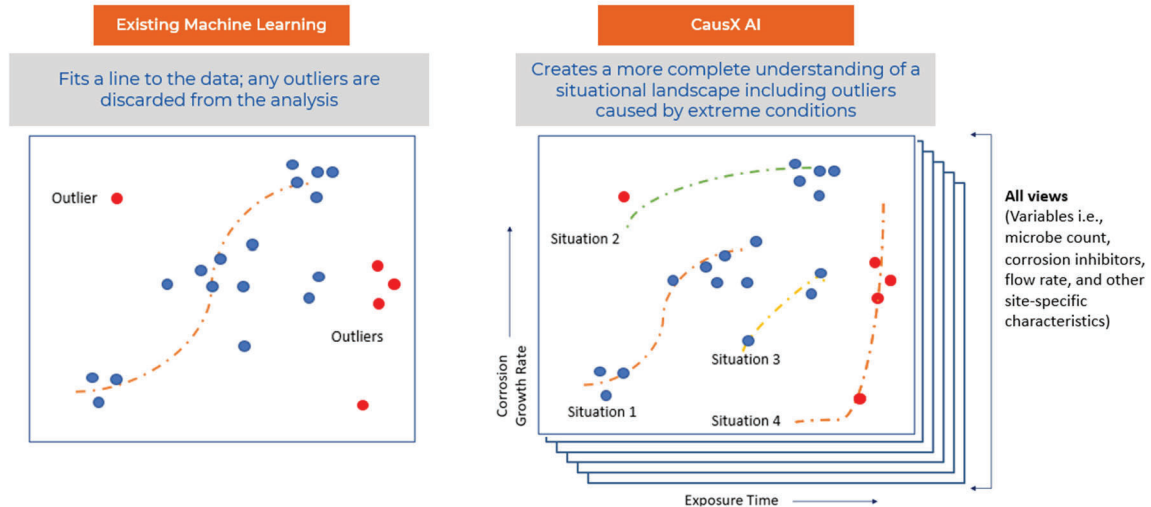 Existing Machine Learning
Fits a line to the data; any outliers are
discarded from the analysis
Outlier
Outliers
CausX AI
Creates a more complete understanding of a
situational landscape including outliers
caused by extreme conditions
Situation 2
Situation 3
Situation 1
Situation 4
Corrosion
Growth Rate
Exposure Time
All views
(Variables i.e.,
microbe count,
corrosion inhibitors,
flow rate, and other
site-specific
characteristics)